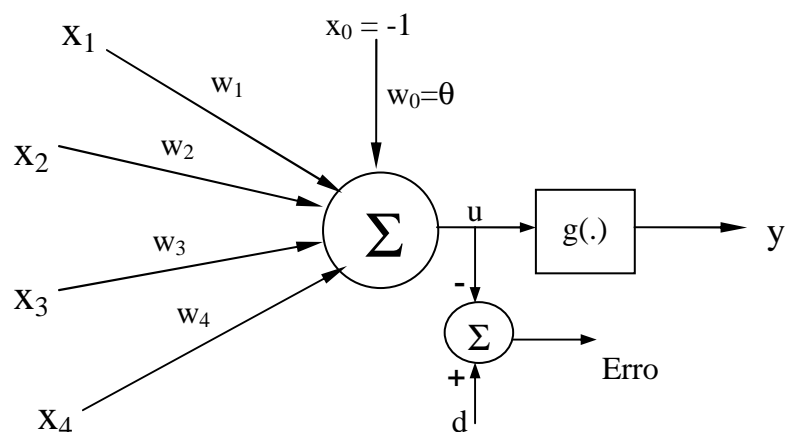 x₀ = -1
x₁
w₁
w₀=θ
x₂
w₂
Σ
u
g(.)
y
w₃
x₃
w₄
-
Σ
Erro
+
x₄
d